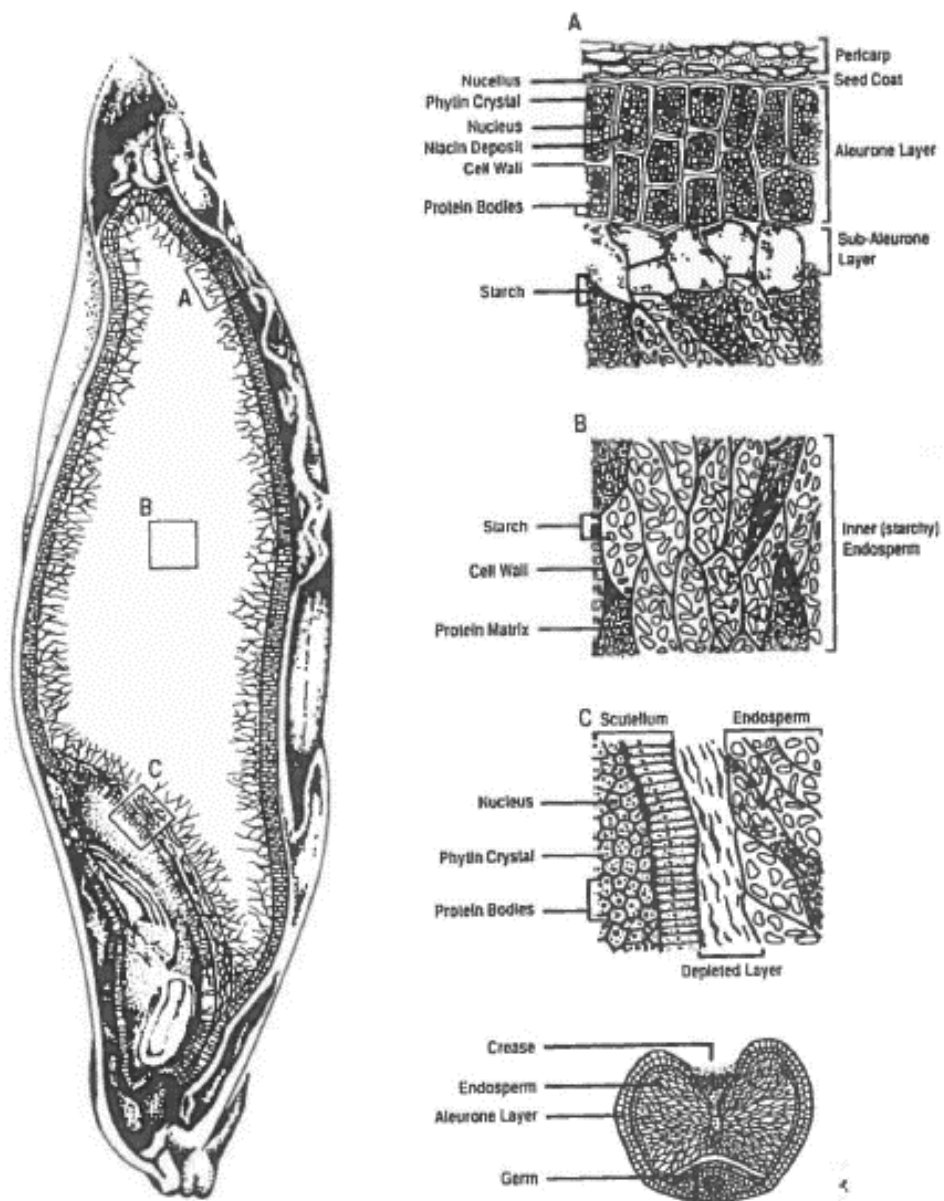 A
Pericarp
Nucellus
Seed Coat
Phytin Crystal
Nucleus
Niacin Deposit
Aleurone Layer
Cell Wall
Protein Bodies
Sub-Aleurone
Layer
Starch
A
B
B
Starch
Inner (starchy)
Endosperm
Cell Wall
Protein Matrix
C
C
Scutellum
Endosperm
Nucleus
Phytin Crystal
Protein Bodies
Depleted Layer
Crease
Endosperm
Aleurone Layer
Germ